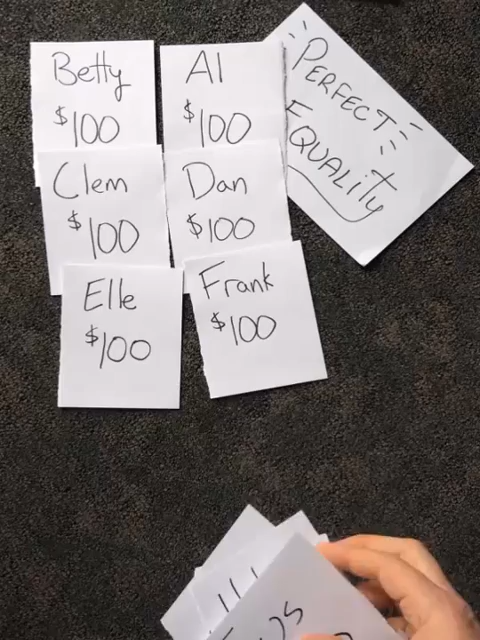 Betty
$100
Al
$100
PERFECT
EQUALITY
Clem
$100
Dan
$100
Elle
$100
Frank
$100